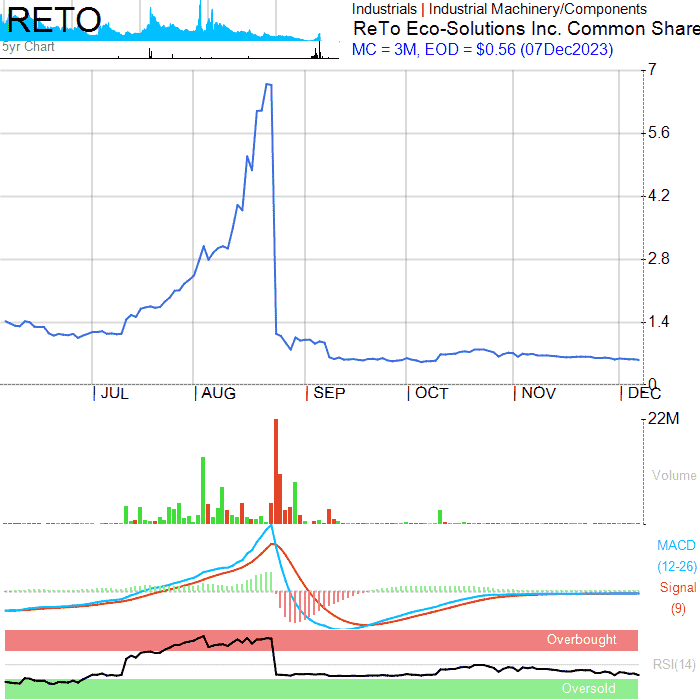 RETO
5yr Chart
Industrials | Industrial Machinery/Components
ReTo Eco-Solutions Inc. Common Share
MC = 3M, EOD = $0.56 (07Dec2023)
7
5.6
4.2
2.8
1.4
0
JUL AUG SEP OCT NOV DEC
22M
Volume
MACD
(12-26)
Signal
(9)
Overbought
RSI(14)
Oversold